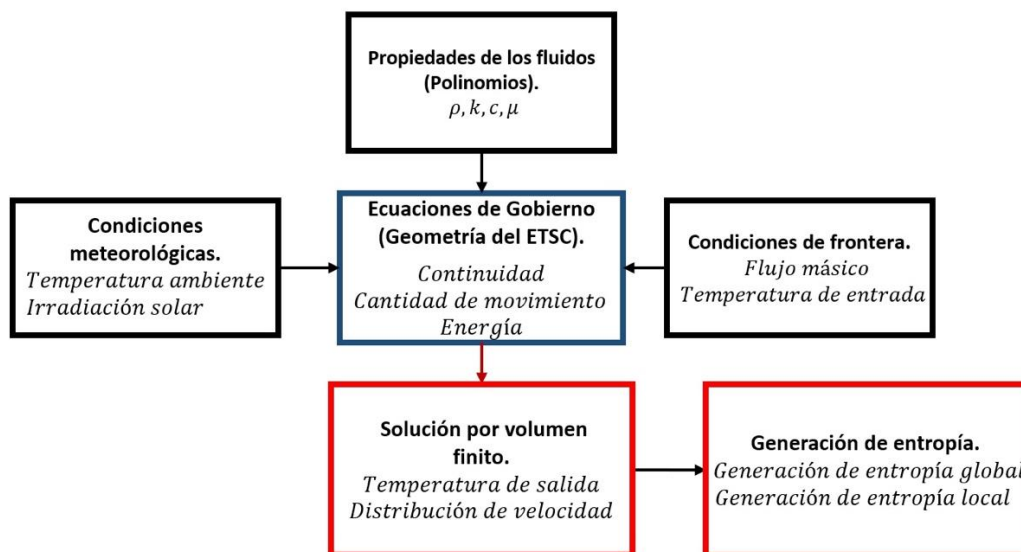 Propiedades de los fluidos
(Polinomios).
ρ, k, c, μ
Condiciones
meteorológicas.
Temperatura ambiente
Irradiación solar
Ecuaciones de Gobierno
(Geometría del ETSC).
Continuidad
Cantidad de movimiento
Energía
Condiciones de frontera.
Flujo másico
Temperatura de entrada
Solución por volumen
finito.
Temperatura de salida
Distribución de velocidad
Generación de entropía.
Generación de entropía global
Generación de entropía local